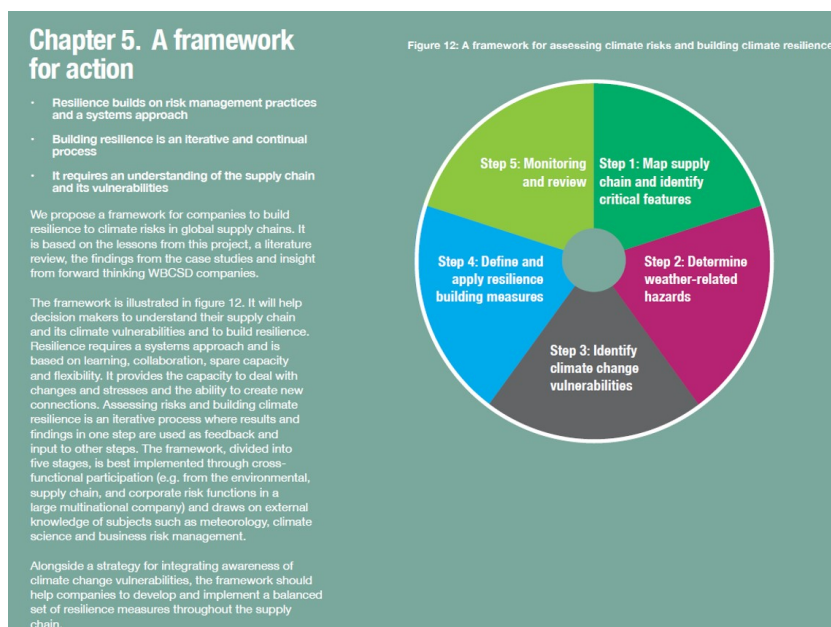 Chapter 5. A framework
for action
· Resilience builds on risk management practices
and a systems approach
· Building resilience is an iterative and continual
process
· It requires an understanding of the supply chain
and its vulnerabilities
We propose a framework for companies to build
resilience to climate risks in global supply chains. It
is based on the lessons from this project, a literature
review, the findings from the case studies and insight
from forward thinking WBCSD companies.
The framework is illustrated in figure 12. It will help
decision makers to understand their supply chain
and its climate vulnerabilities and to build resilience.
Resilience requires a systems approach and is
based on learning, collaboration, spare capacity
and flexibility. It provides the capacity to deal with
changes and stresses and the ability to create new
connections. Assessing risks and building climate
resilience is an iterative process where results and
findings in one step are used as feedback and
input to other steps. The framework, divided into
five stages, is best implemented through cross-
functional participation (e.g. from the environmental,
supply chain, and corporate risk functions in a
large multinational company) and draws on external
knowledge of subjects such as meteorology, climate
science and business risk management.
Alongside a strategy for integrating awareness of
climate change vulnerabilities, the framework should
help companies to develop and implement a balanced
set of resilience measures throughout the supply
chain.
Figure 12: A framework for assessing climate risks and building climate resilience
Step 1: Map supply
chain and identify
critical features
Step 2: Determine
weather-related
hazards
Step 3: Identify
climate change
vulnerabilities
Step 4: Define and
apply resilience
building measures
Step 5: Monitoring
and review